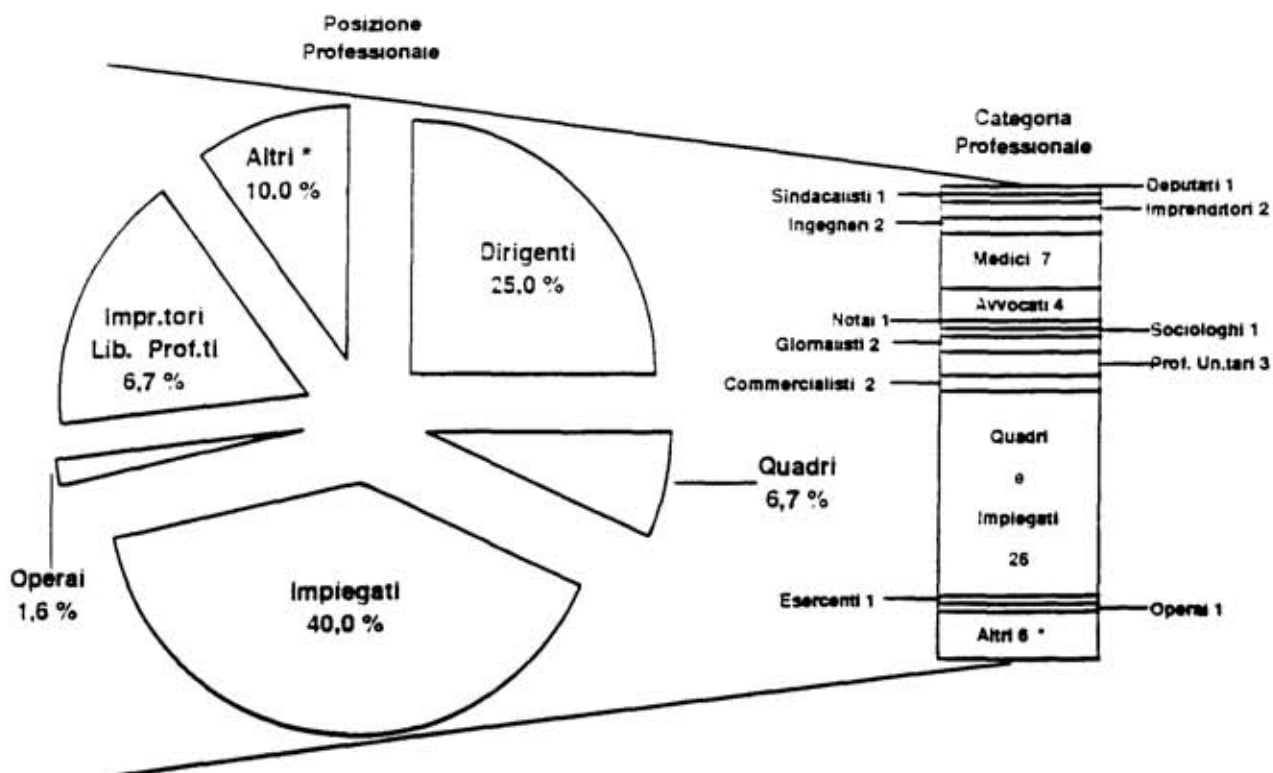 Posizione
Professionale
Altri *
10.0 %
Dirigenti
25,0 %
Impr.tori
Lib. Prof.ti
6,7 %
Quadri
6,7 %
Operai
1,6 %
Impiegati
40,0 %
Categoria
Professionale
Deputati 1
Sindacalisti 1
Imprenditori 2
Ingegneri 2
Medici 7
Avvocati 4
Notai 1
Sociologhi 1
Giornalisti 2
Prof. Un.tari 3
Commercialisti 2
Quadri
e
Impiegati
26
Esercenti 1
Operai 1
Altri 6 *